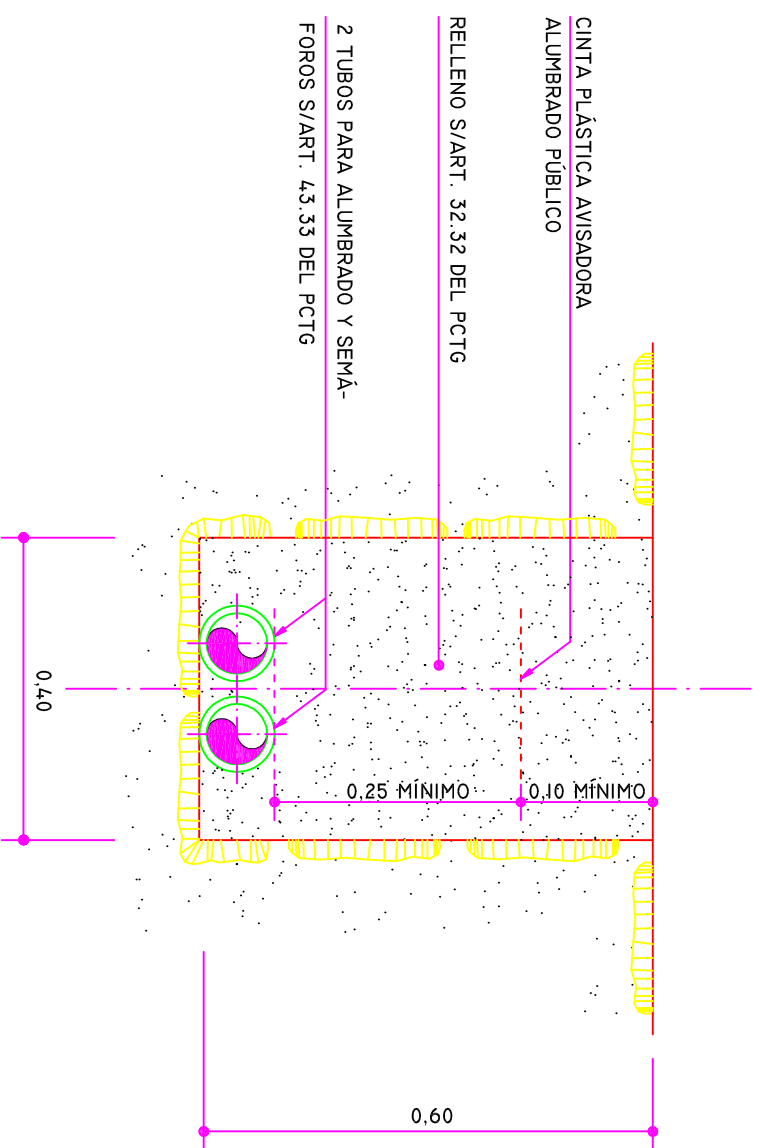 CINTA PLÁSTICA AVISADORA
ALUMBRADO PÚBLICO
RELLENO S/ART. 32.32 DEL PCTG
2 TUBOS PARA ALUMBRADO Y SEMÁ-
FOROS S/ART. 43.33 DEL PCTG
0,25 MÍNIMO
0,10 MÍNIMO
0,40
0,60